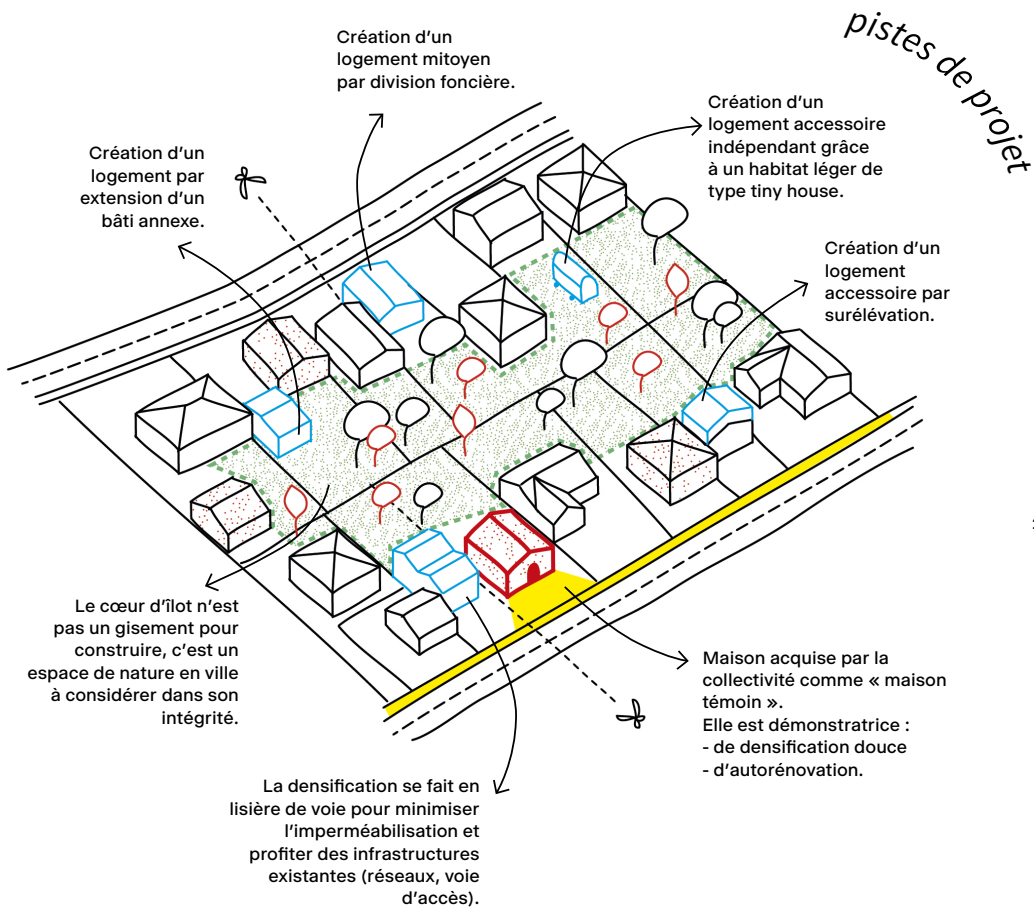 pistes de projet
Création d'un
logement mitoyen
par division foncière.
Création d'un
logement accessoire
indépendant grâce
à un habitat léger de
type tiny house.
Création d'un
logement par
extension d'un
bâti annexe.
Création d'un
logement
accessoire par
surélévation.
Le cœur d'îlot n'est
pas un gisement pour
construire, c'est un
espace de nature en ville
à considérer dans son
intégrité.
Maison acquise par la
collectivité comme « maison
témoin ».
Elle est démonstratrice :
- de densification douce
- d'autorénovation.
La densification se fait en
lisière de voie pour minimiser
l'imperméabilisation et
profiter des infrastructures
existantes (réseaux, voie
d'accès).